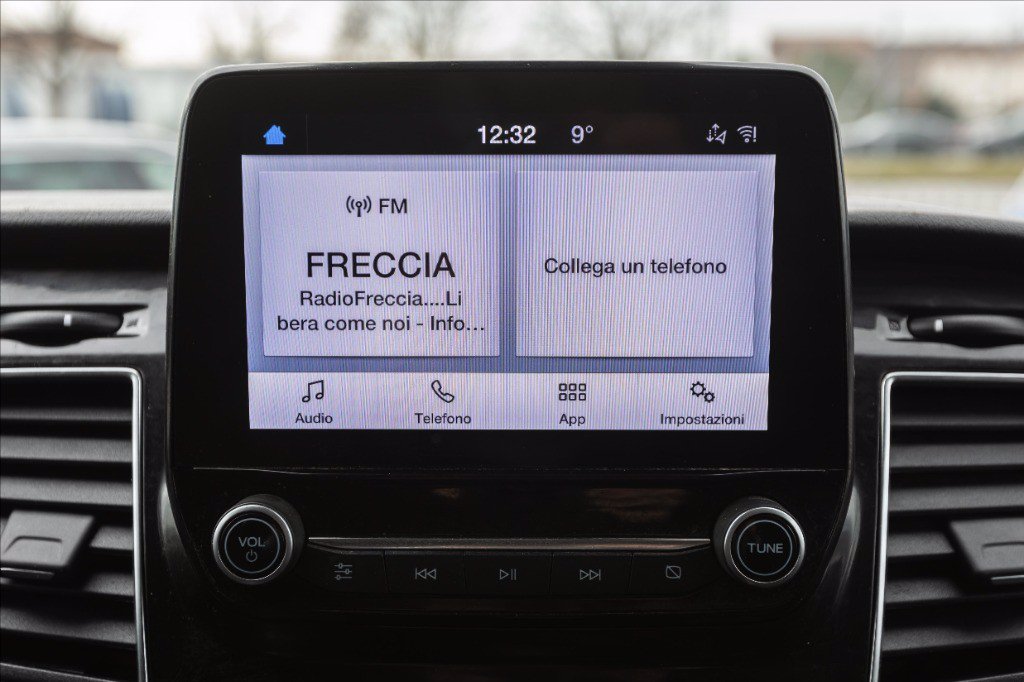 12:32 9°
FM
FRECCIA
RadioFreccia....Li
bera come noi - Info...
Collega un telefono
Audio
Telefono
App
Impostazioni
VOL
TUNE